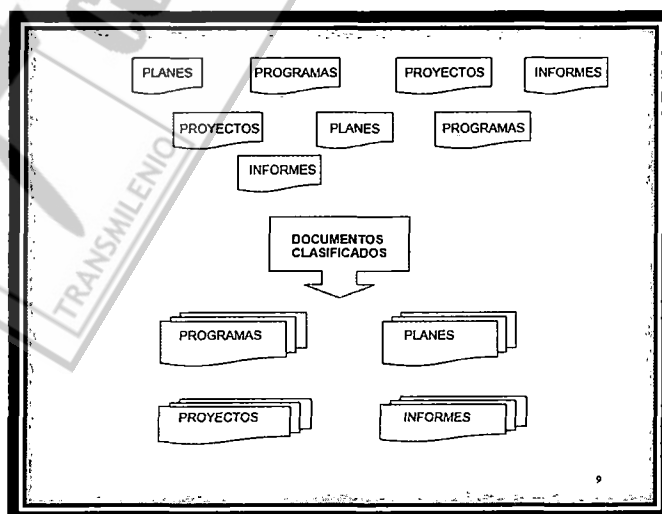 PLANES PROGRAMAS PROYECTOS INFORMES
PROYECTOS PLANES PROGRAMAS
INFORMES
DOCUMENTOS
CLASIFICADOS
PROGRAMAS PLANES
PROYECTOS INFORMES
9
TRANSMILENIO